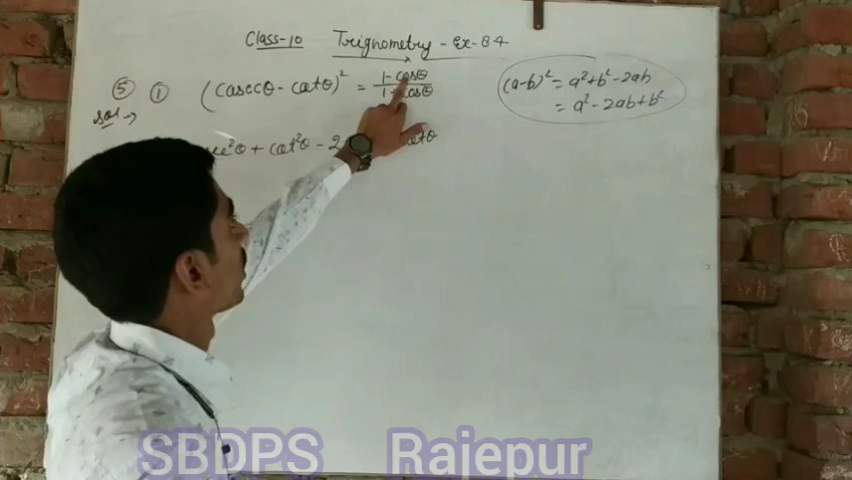 Class-10 Trignometry - Ex-8.4
⑤ ① (cosecθ - cotθ)² = 1-cosθ / 1+cosθ
Sol →
+ cot²θ - 2
(a-b)² = a²+b²-2ab
= a²-2ab+b²
SBDPS Rajepur